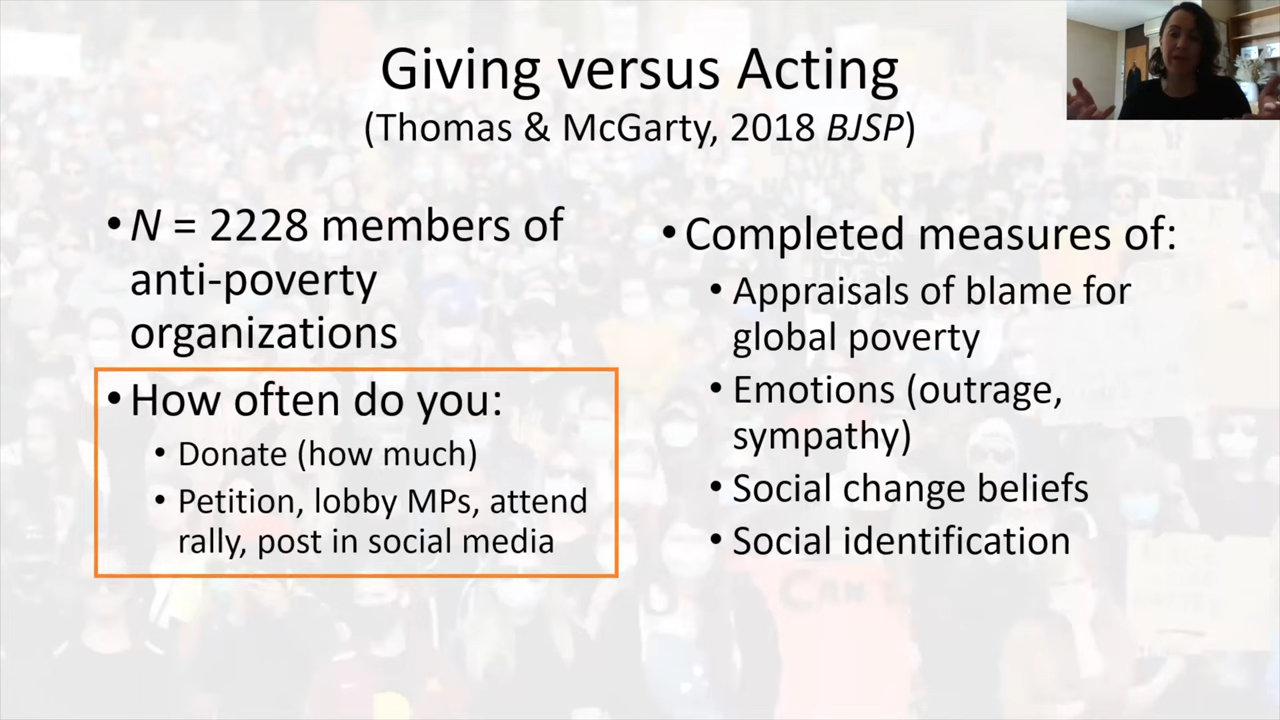 Giving versus Acting
(Thomas & McGarty, 2018 BJSP)
• N = 2228 members of
anti-poverty
organizations
• How often do you:
• Donate (how much)
• Petition, lobby MPs, attend
rally, post in social media
• Completed measures of:
• Appraisals of blame for
global poverty
• Emotions (outrage,
sympathy)
• Social change beliefs
• Social identification